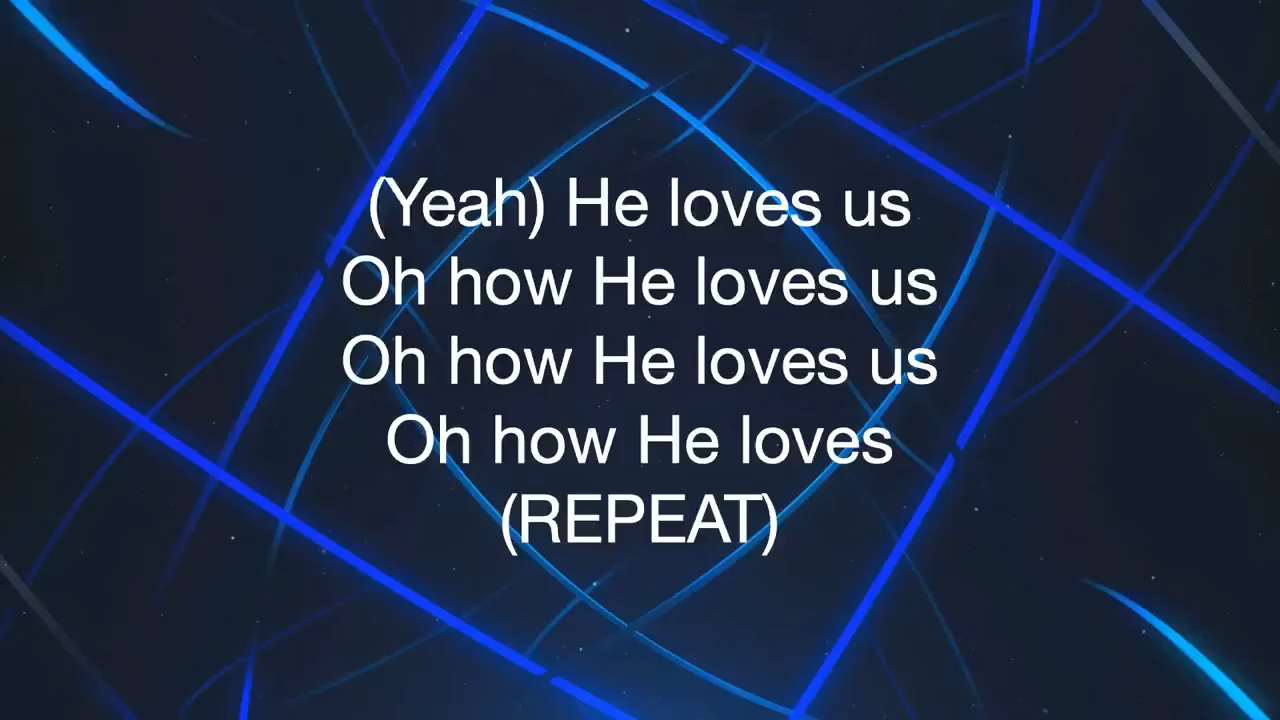 (Yeah) He loves us
Oh how He loves us
Oh how He loves us
Oh how He loves
(REPEAT)